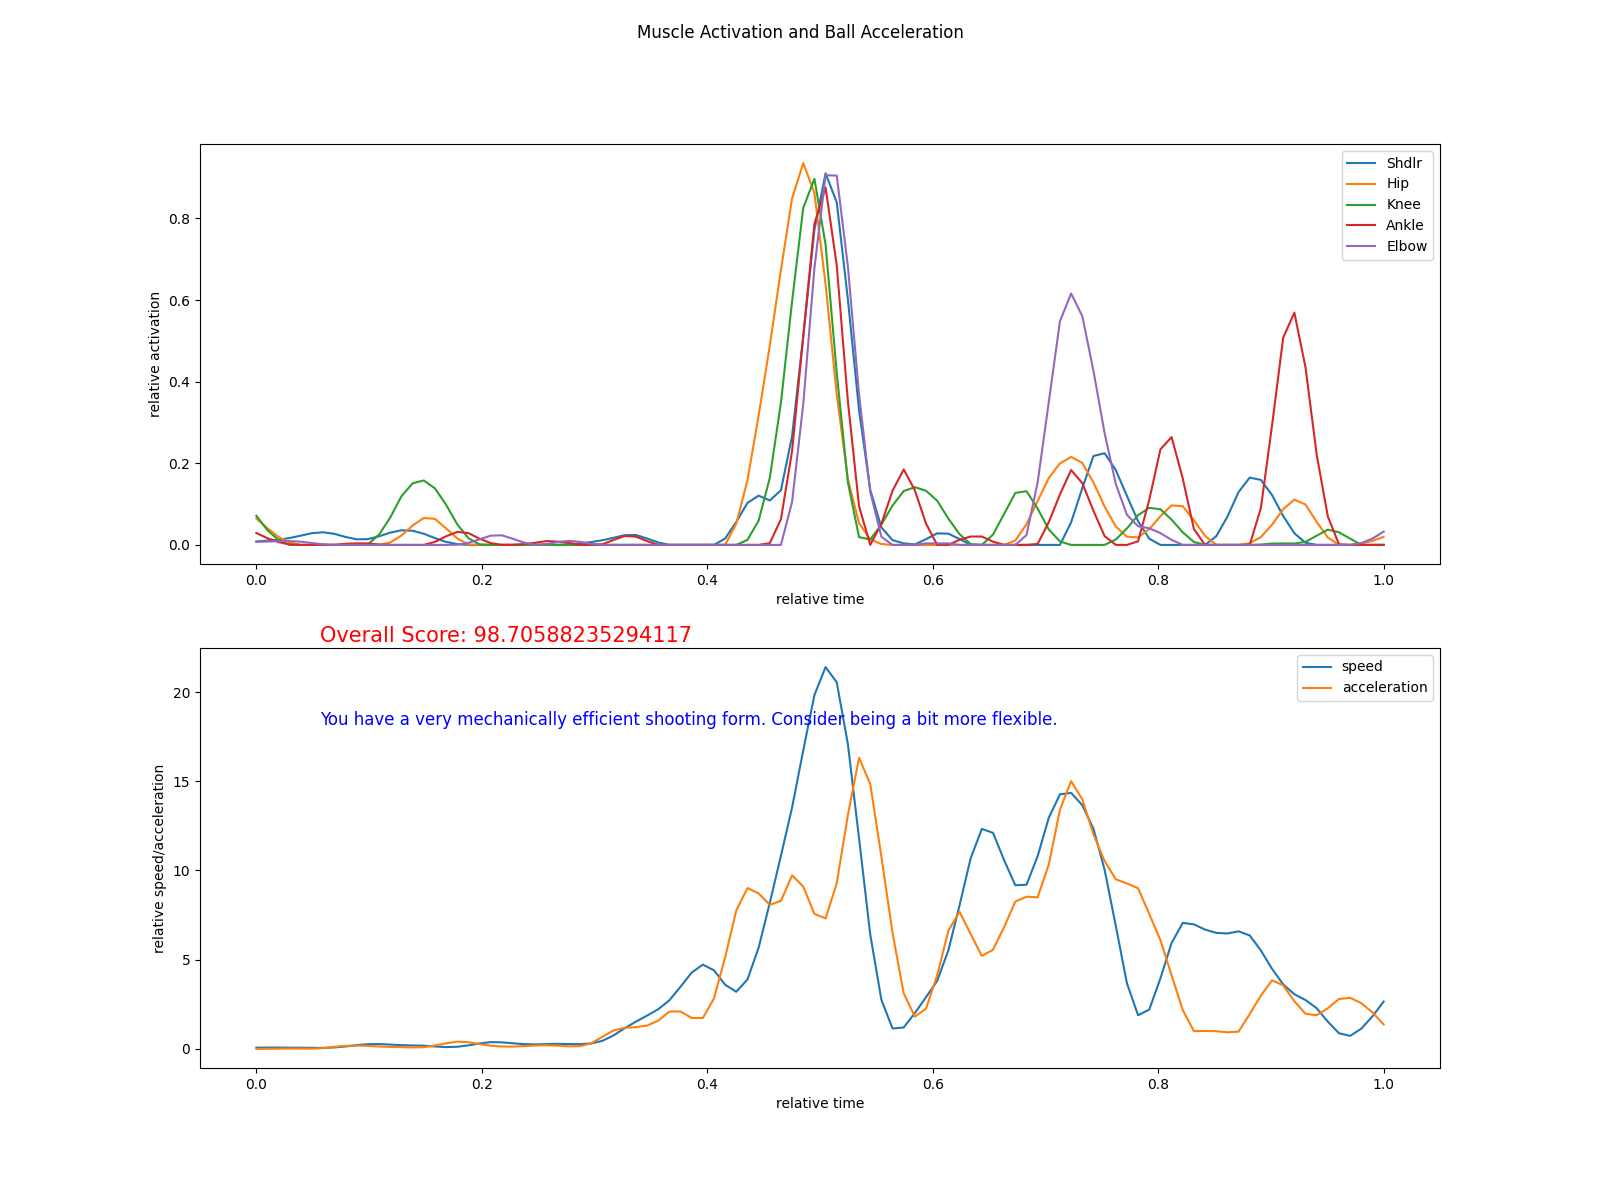 Muscle Activation and Ball Acceleration
Shdlr
Hip
Knee
Ankle
Elbow
relative activation
0.8
0.6
0.4
0.2
0.0
0.0 0.2 0.4 0.6 0.8 1.0
relative time
Overall Score: 98.70588235294117
speed
acceleration
You have a very mechanically efficient shooting form. Consider being a bit more flexible.
relative speed/acceleration
20
15
10
5
0
0.0 0.2 0.4 0.6 0.8 1.0
relative time